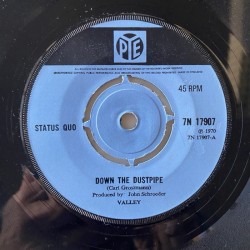 PYE
45 RPM
STATUS QUO
7N 17907
℗ 1970
7N 17907-A
DOWN THE DUSTPIPE
(Carl Grossmann)
Produced by John Schroeder
VALLEY